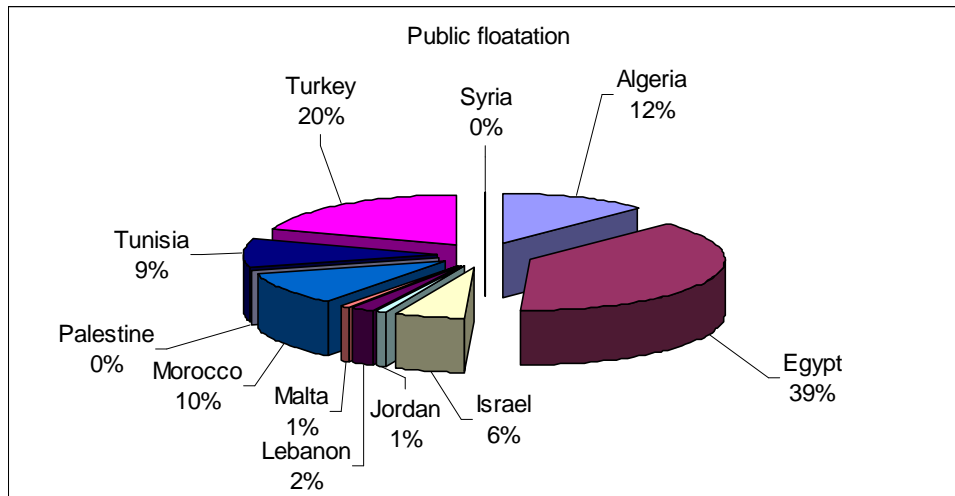 Public floatation
Turkey
20%
Syria
0%
Algeria
12%
Tunisia
9%
Palestine
0%
Morocco
10%
Malta
1%
Lebanon
2%
Jordan
1%
Israel
6%
Egypt
39%